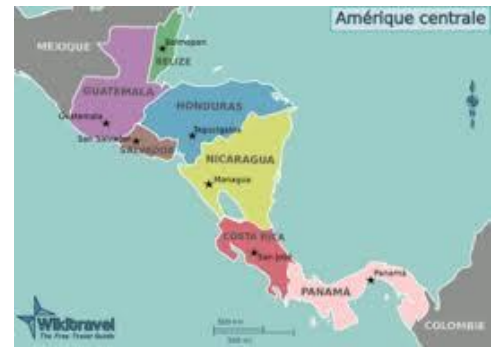 Amérique centrale
MEXIQUE
Belmopan
BELIZE
GUATEMALA
Guatemala
HONDURAS
San Salvador
Tegucigalpa
SALVADOR
NICARAGUA
Managua
COSTA RICA
San José
PANAMA
Panamá
COLOMBIE
Wikitravel
The Free Travel Guide